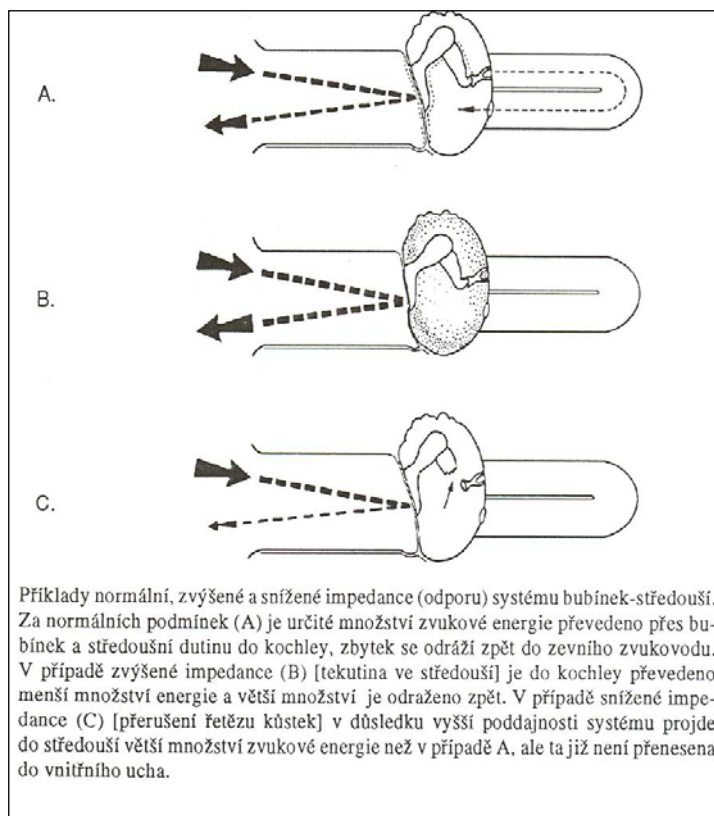 A.
B.
C.
Příklady normální, zvýšené a snížené impedance (odporu) systému bubínek-středouší.
Za normálních podmínek (A) je určité množství zvukové energie převedeno přes bu-
bínek a středoušní dutinu do kochley, zbytek se odráží zpět do zevního zvukovodu.
V případě zvýšené impedance (B) [tekutina ve středouší] je do kochley převedeno
menší množství energie a větší množství je odraženo zpět. V případě snížené impe-
dance (C) [přerušení řetězu kůstek] v důsledku vyšší poddajnosti systému projde
do středouší větší množství zvukové energie než v případě A, ale ta již není přenesena
do vnitřního ucha.